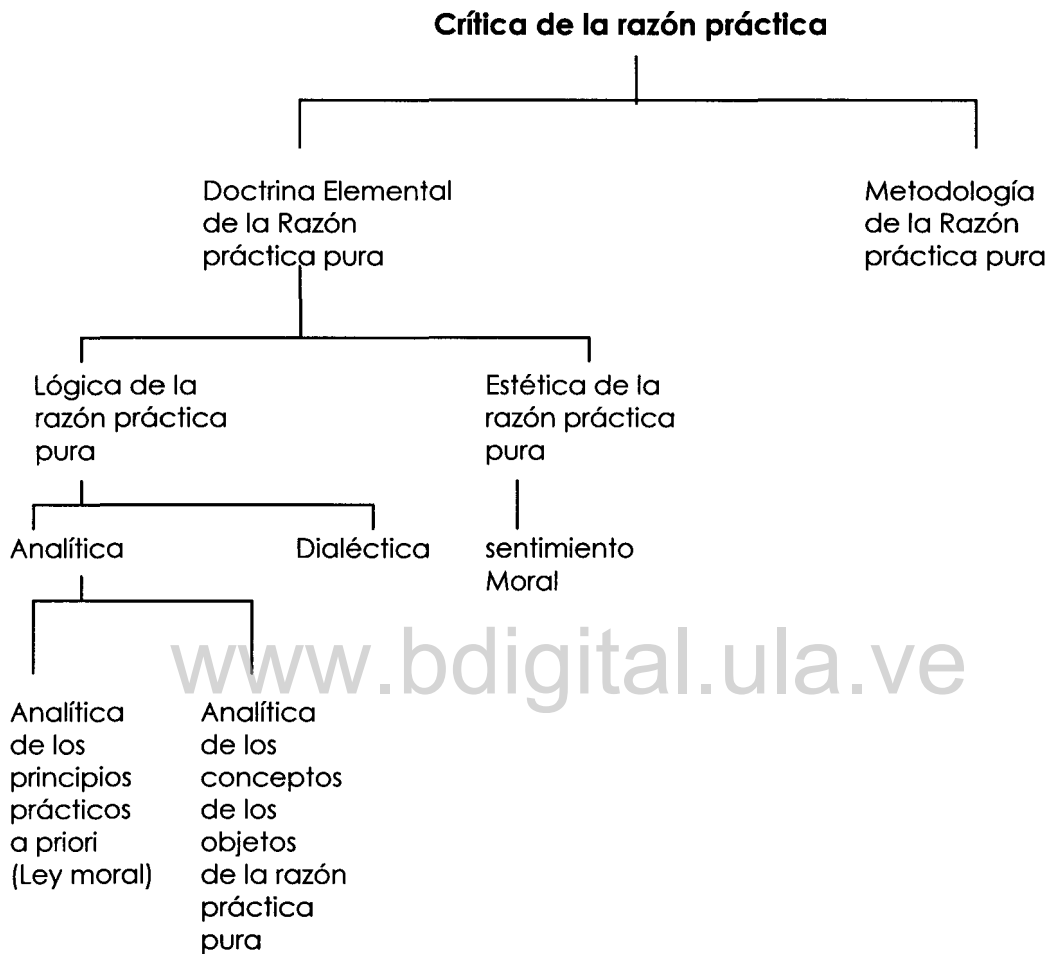 Crítica de la razón práctica
Doctrina Elemental
de la Razón
práctica pura
Metodología
de la Razón
práctica pura
Lógica de la
razón práctica
pura
Estética de la
razón práctica
pura
Analítica
Dialéctica
sentimiento
Moral
www.bdigital.ula.ve
Analítica
de los
principios
prácticos
a priori
(Ley moral)
Analítica
de los
conceptos
de los
objetos
de la razón
práctica
pura